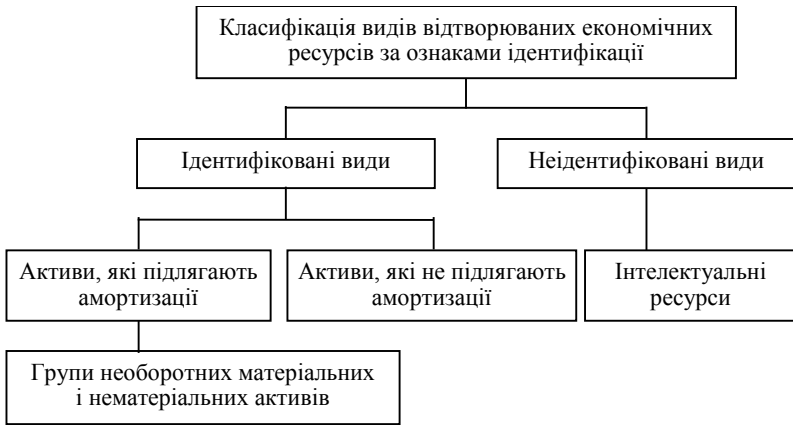 Класифікація видів відтворюваних економічних
ресурсів за ознаками ідентифікації
Ідентифіковані види
Неідентифіковані види
Активи, які підлягають
амортизації
Активи, які не підлягають
амортизації
Інтелектуальні
ресурси
Групи необоротних матеріальних
і нематеріальних активів